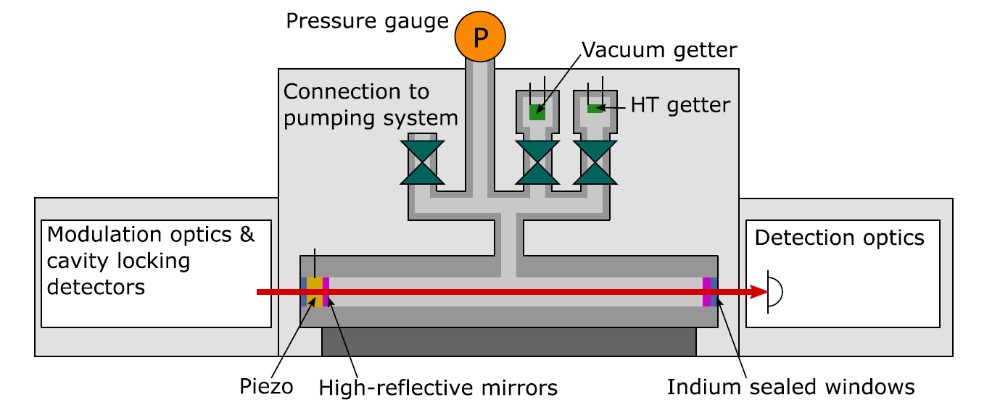 Pressure gauge
P
Vacuum getter
Connection to
pumping system
HT getter
Modulation optics &
cavity locking
detectors
Detection optics
Piezo
High-reflective mirrors
Indium sealed windows